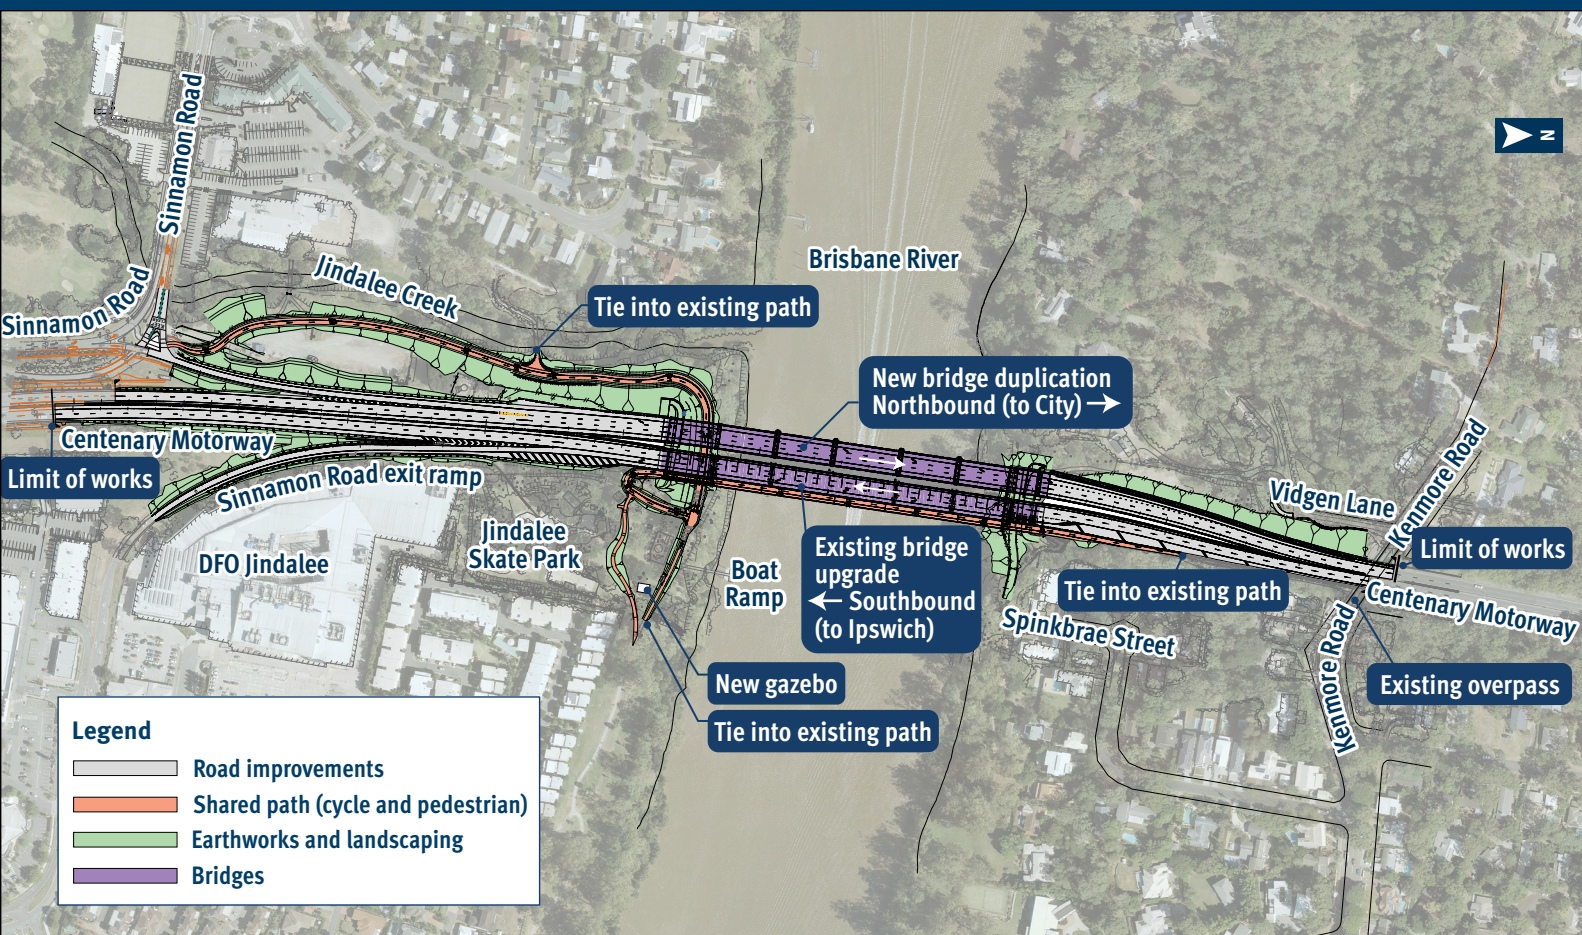 Sinnamon Road
N
Brisbane River
Jindalee Creek
Sinnamon Road
Tie into existing path
New bridge duplication
Northbound (to City) →
Centenary Motorway
Limit of works
Sinnamon Road exit ramp
Vidgen Lane
Kenmore Road
Jindalee
Skate Park
DFO Jindalee
Boat
Ramp
Existing bridge
upgrade
← Southbound
(to Ipswich)
Limit of works
Tie into existing path
Centenary Motorway
Spinkbrae Street
Kenmore Road
New gazebo
Existing overpass
Tie into existing path
Legend
Road improvements
Shared path (cycle and pedestrian)
Earthworks and landscaping
Bridges